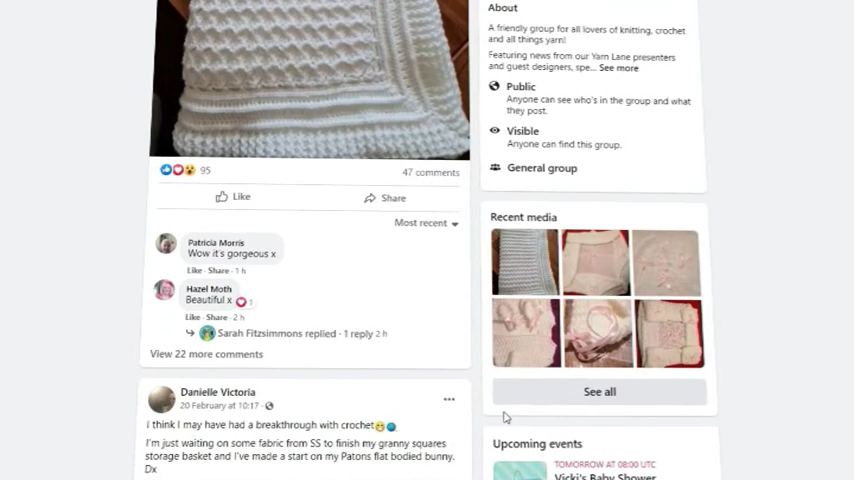 95
47 comments
Like
Share
Most recent
Patricia Morris
Wow it's gorgeous x
Like · Share · 1 h
Hazel Moth
Beautiful x
1
Like · Share · 2 h
Sarah Fitzsimmons replied · 1 reply 2 h
View 22 more comments
Danielle Victoria
20 February at 10:17 ·
I think I may have had a breakthrough with crochet
I'm just waiting on some fabric from SS to finish my granny squares
storage basket and I've made a start on my Patons flat bodied bunny.
Dx
About
A friendly group for all lovers of knitting, crochet
and all things yarn!
Featuring news from our Yarn Lane presenters
and guest designers, spe... See more
Public
Anyone can see who's in the group and what
they post.
Visible
Anyone can find this group.
General group
Recent media
See all
Upcoming events
TOMORROW AT 08:00 UTC
Vicki's Baby Shower